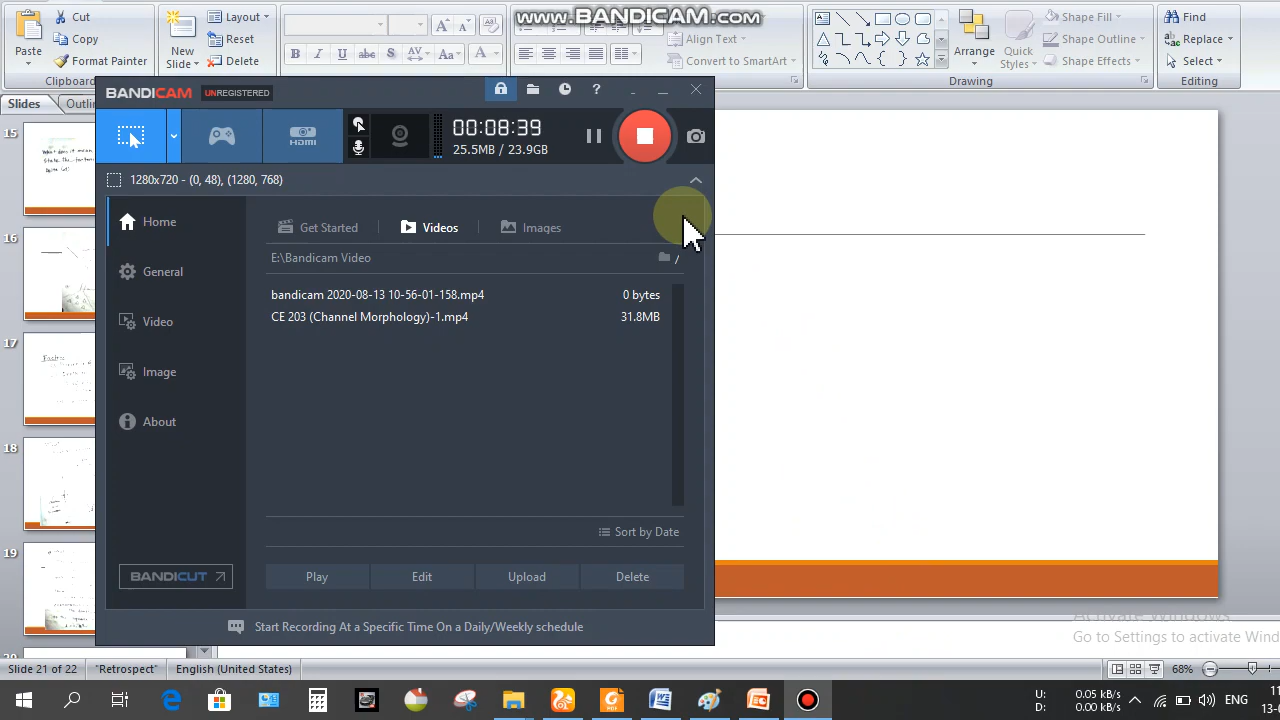 www.BANDICAM.com
Cut
Copy
Format Painter
Paste
Clipboard
New
Slide
Layout
Reset
Delete
B I U S abc AV Aa A
Align Text
Convert to SmartArt
Arrange
Quick
Styles
Shape Fill
Shape Outline
Shape Effects
Drawing
Find
Replace
Select
Editing
Slides
15
16
17
18
19
BANDICAM UNREGISTERED
HDMI
00:08:39
25.5MB / 23.9GB
1280x720 - (0, 48), (1280, 768)
Home
General
Video
Image
About
BANDICUT
Get Started
Videos
Images
E:\Bandicam Video
bandicam 2020-08-13 10-56-01-158.mp4 0 bytes
CE 203 (Channel Morphology)-1.mp4 31.8MB
Sort by Date
Play Edit Upload Delete
Start Recording At a Specific Time On a Daily/Weekly schedule
Go to Settings to activate Wind
Slide 21 of 22 "Retrospect" English (United States)
68%
U: 0.05 kB/s
D: 0.00 kB/s
ENG